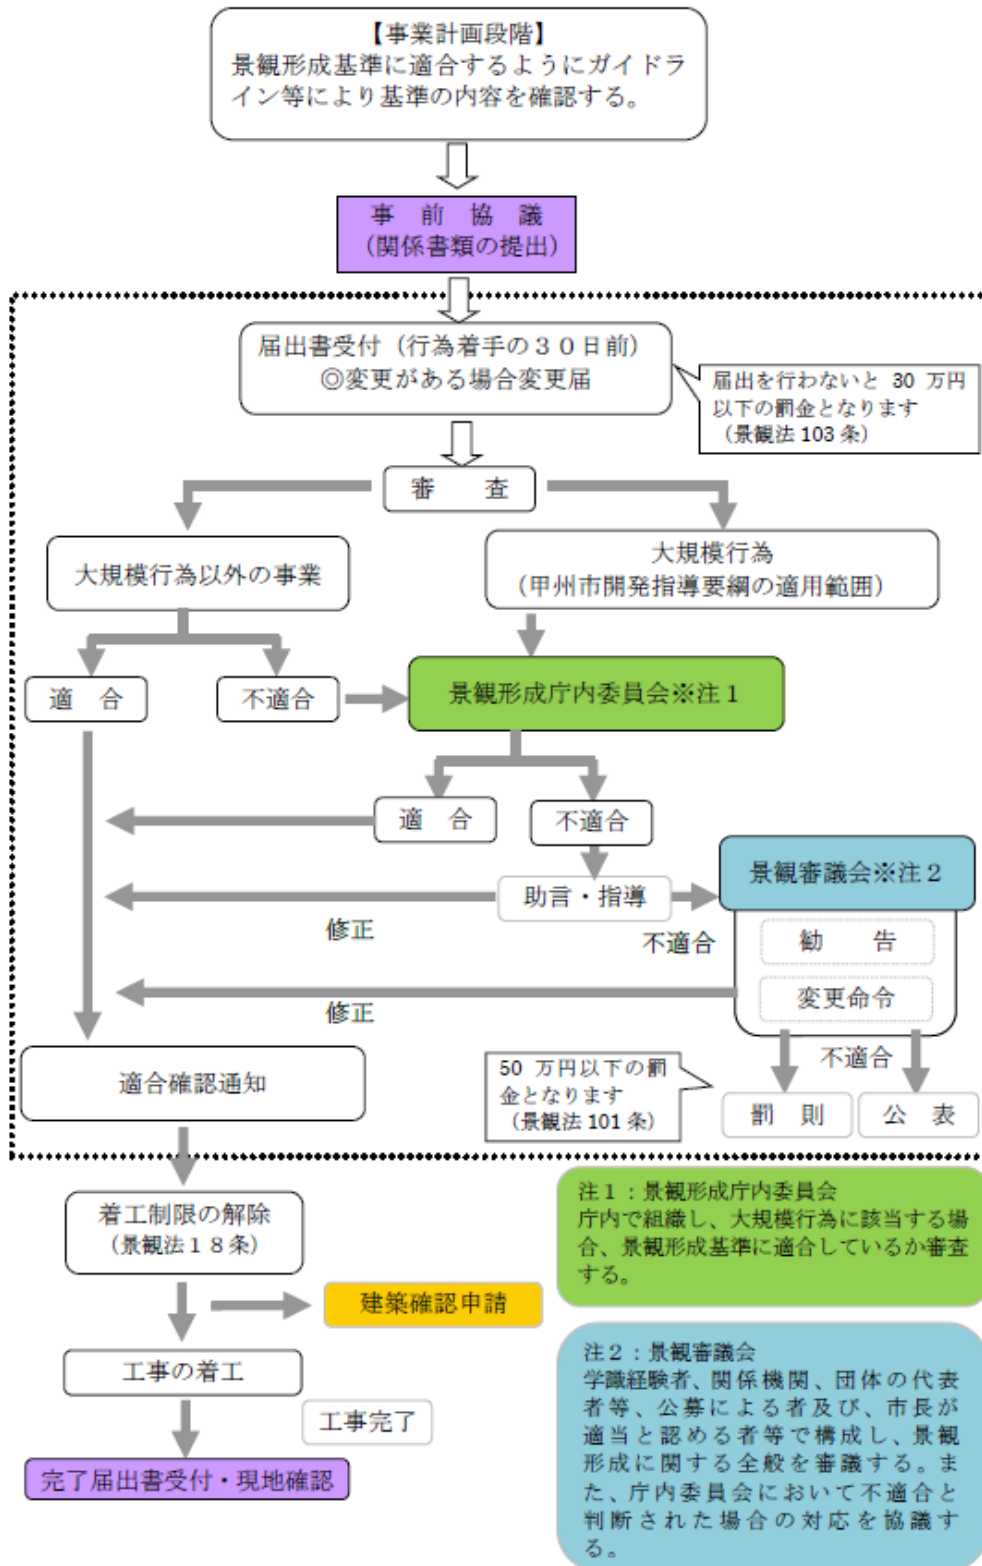 【事業計画段階】
景観形成基準に適合するようにガイドラ
イン等により基準の内容を確認する。
事　前　協　議
（関係書類の提出）
届出書受付（行為着手の３０日前）
◎変更がある場合変更届
届出を行わないと 30 万円
以下の罰金となります
（景観法 103 条）
審　　査
大規模行為以外の事業
大規模行為
（甲州市開発指導要綱の適用範囲）
適　合
不適合
景観形成庁内委員会※注１
適　合
不適合
助言・指導
景観審議会※注２
修正
不適合
勧　　告
変更命令
修正
不適合
適合確認通知
50 万円以下の罰
金となります
（景観法 101 条）
罰　則
公　表
着工制限の解除
（景観法１８条）
建築確認申請
工事の着工
工事完了
完了届出書受付・現地確認
注１：景観形成庁内委員会
庁内で組織し、大規模行為に該当する場
合、景観形成基準に適合しているか審査
する。
注２：景観審議会
学識経験者、関係機関、団体の代表
者等、公募による者及び、市長が
適当と認める者等で構成し、景観
形成に関する全般を審議する。ま
た、庁内委員会において不適合と
判断された場合の対応を協議す
る。